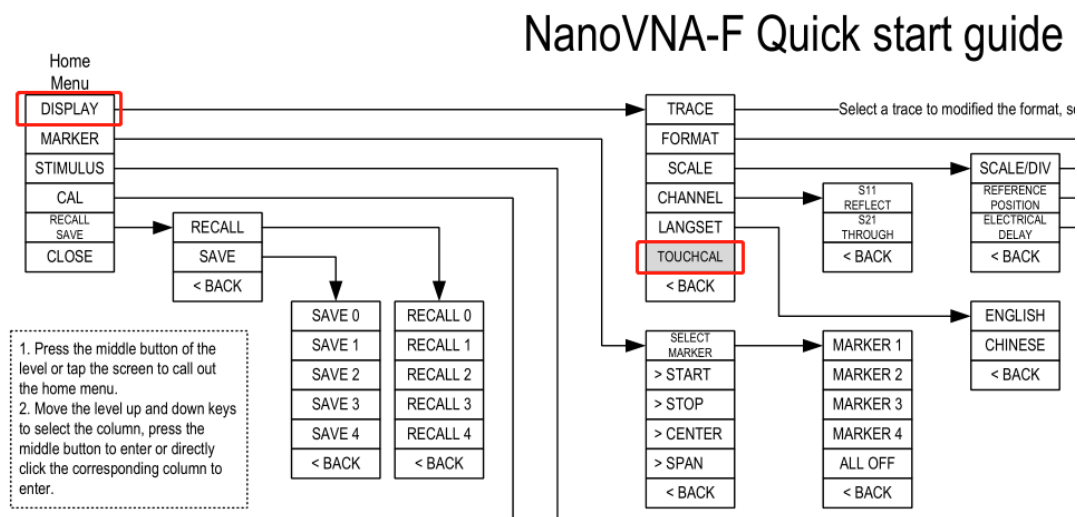 NanoVNA-F Quick start guide
Home
Menu
DISPLAY
MARKER
STIMULUS
CAL
RECALL
SAVE
CLOSE
RECALL
SAVE
< BACK
SAVE 0
SAVE 1
SAVE 2
SAVE 3
SAVE 4
< BACK
RECALL 0
RECALL 1
RECALL 2
RECALL 3
RECALL 4
< BACK
1. Press the middle button of the
level or tap the screen to call out
the home menu.
2. Move the level up and down keys
to select the column, press the
middle button to enter or directly
click the corresponding column to
enter.
TRACE
FORMAT
SCALE
CHANNEL
LANGSET
TOUCHCAL
< BACK
Select a trace to modified the format,
S11
REFLECT
S21
THROUGH
< BACK
SCALE/DIV
REFERENCE
POSITION
ELECTRICAL
DELAY
< BACK
ENGLISH
CHINESE
< BACK
SELECT
MARKER
> START
> STOP
> CENTER
> SPAN
< BACK
MARKER 1
MARKER 2
MARKER 3
MARKER 4
ALL OFF
< BACK